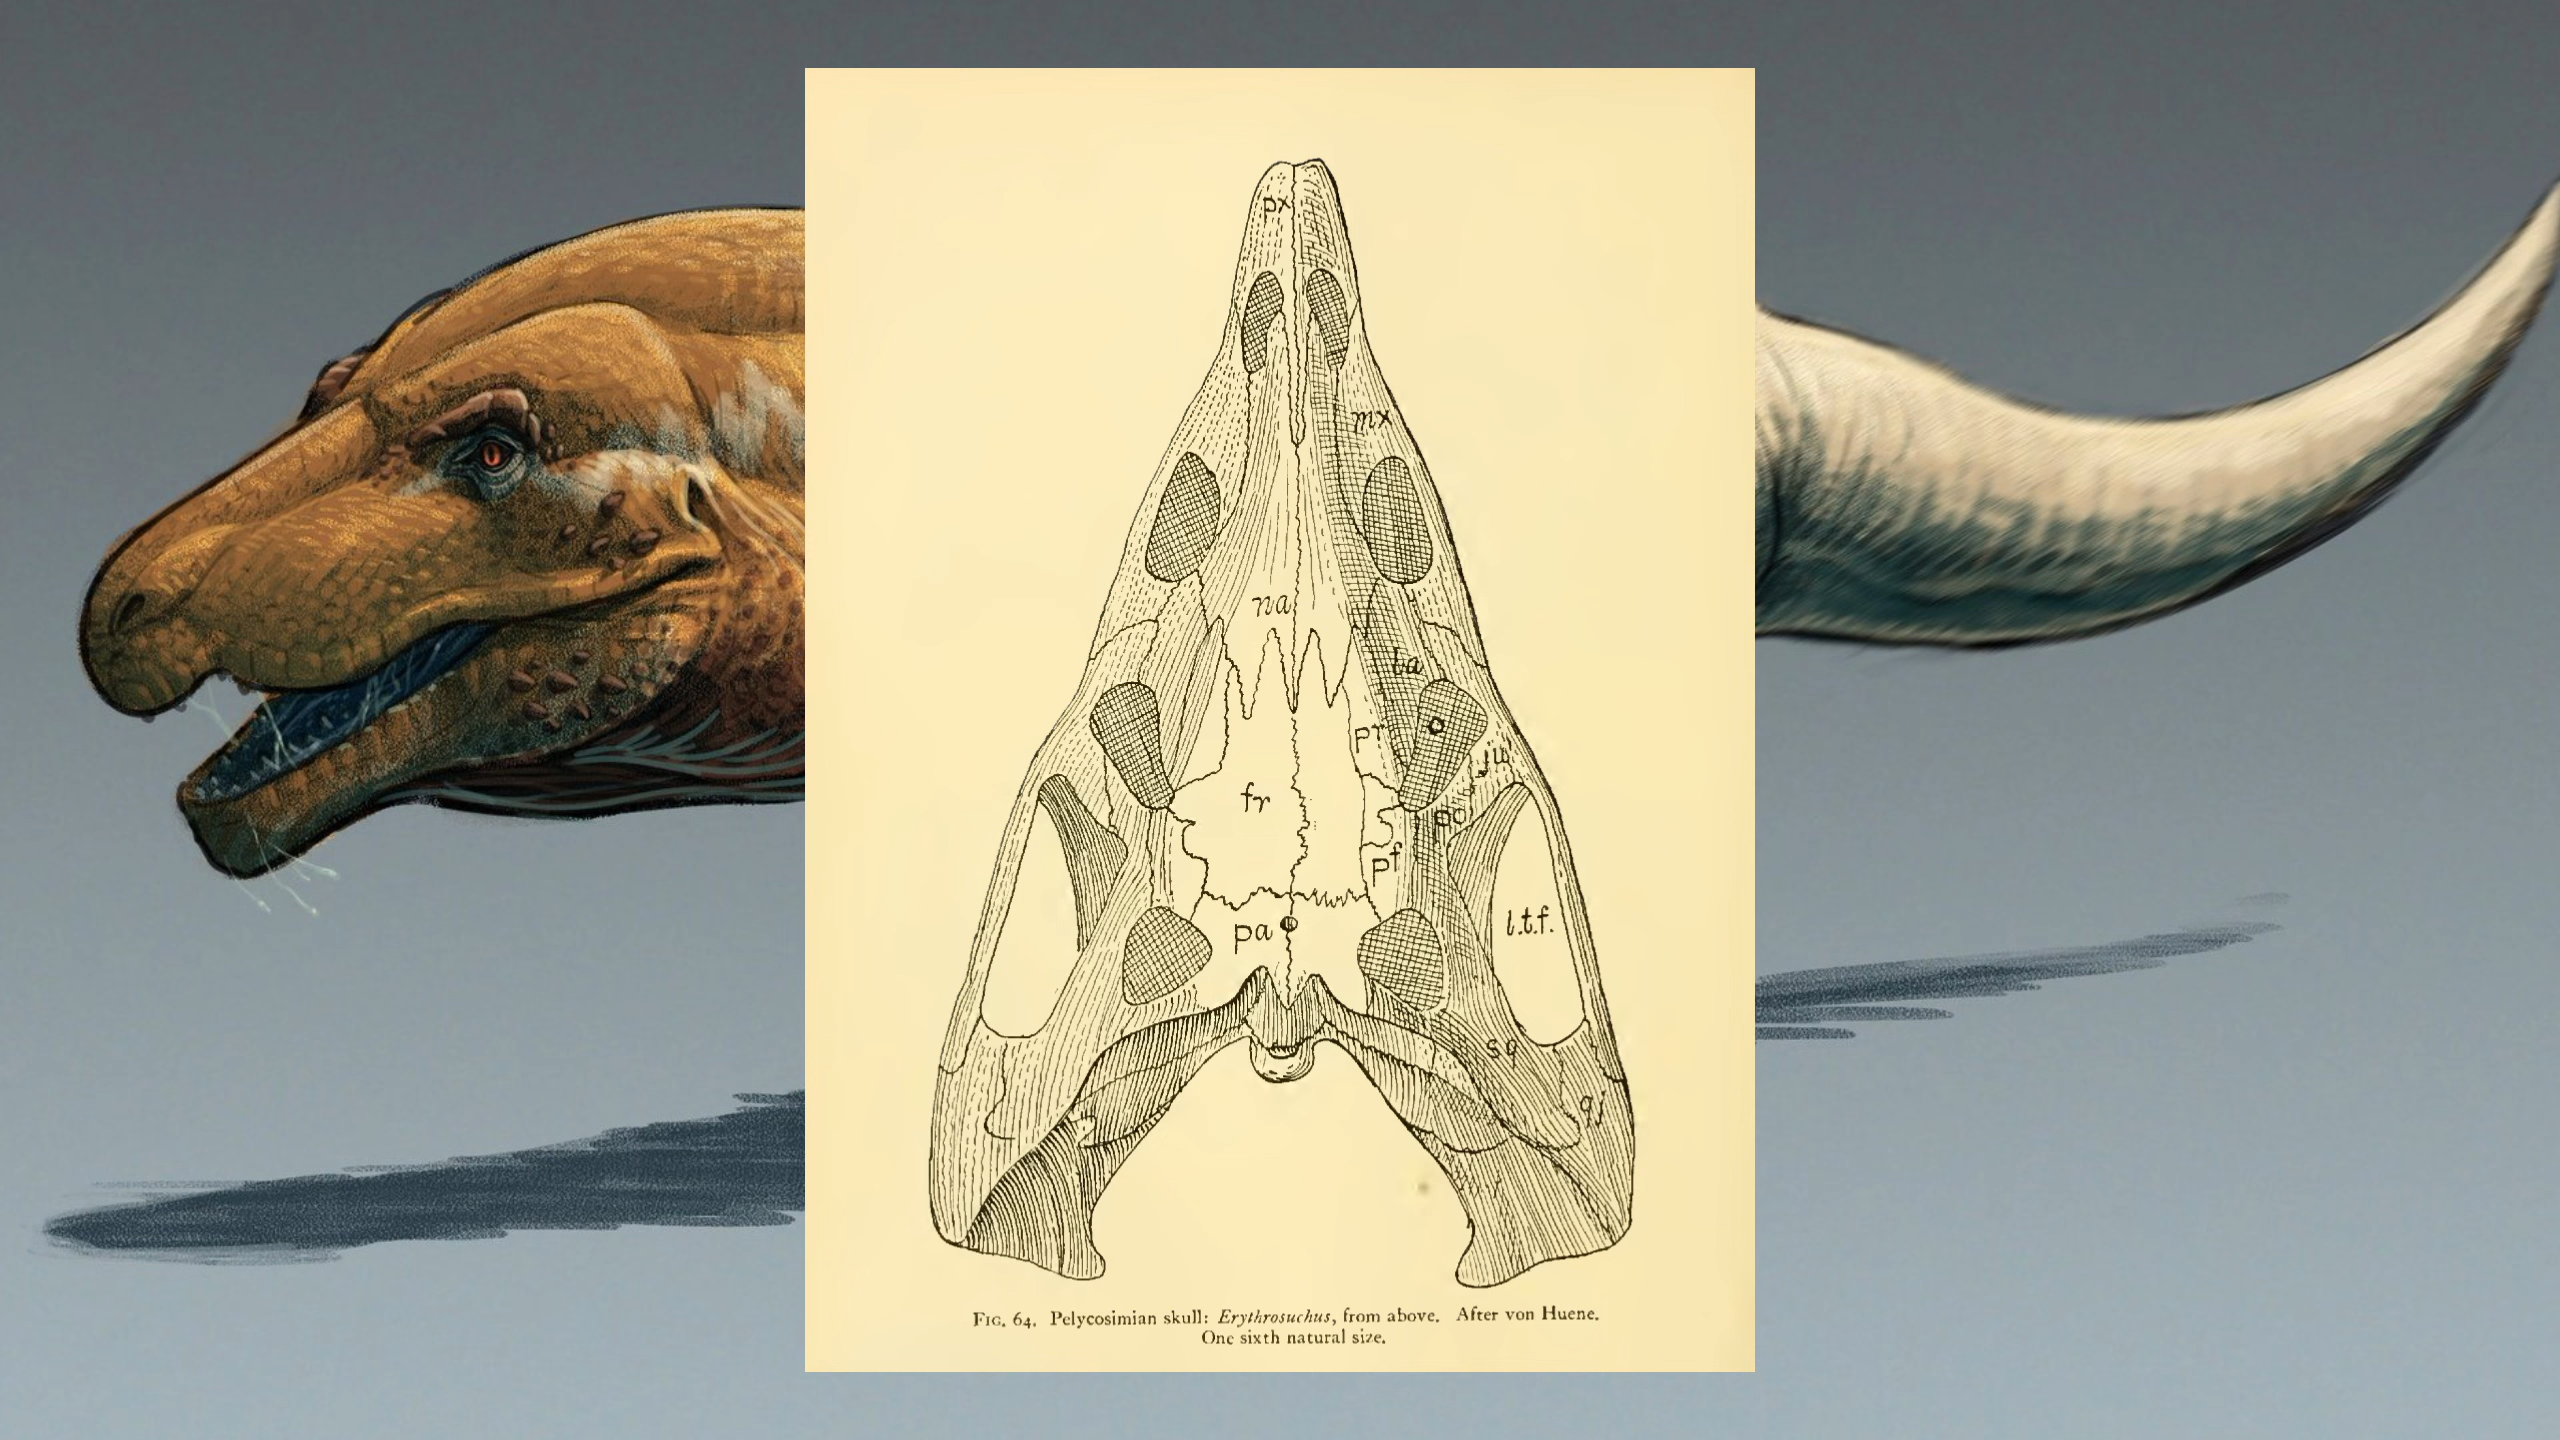 px
mx
na
la
o
pr
ju
fr
po
pf
pa
l.t.f.
sq
qj
Fig. 64. Pelycosimian skull: Erythrosuchus, from above. After von Huene.
One sixth natural size.